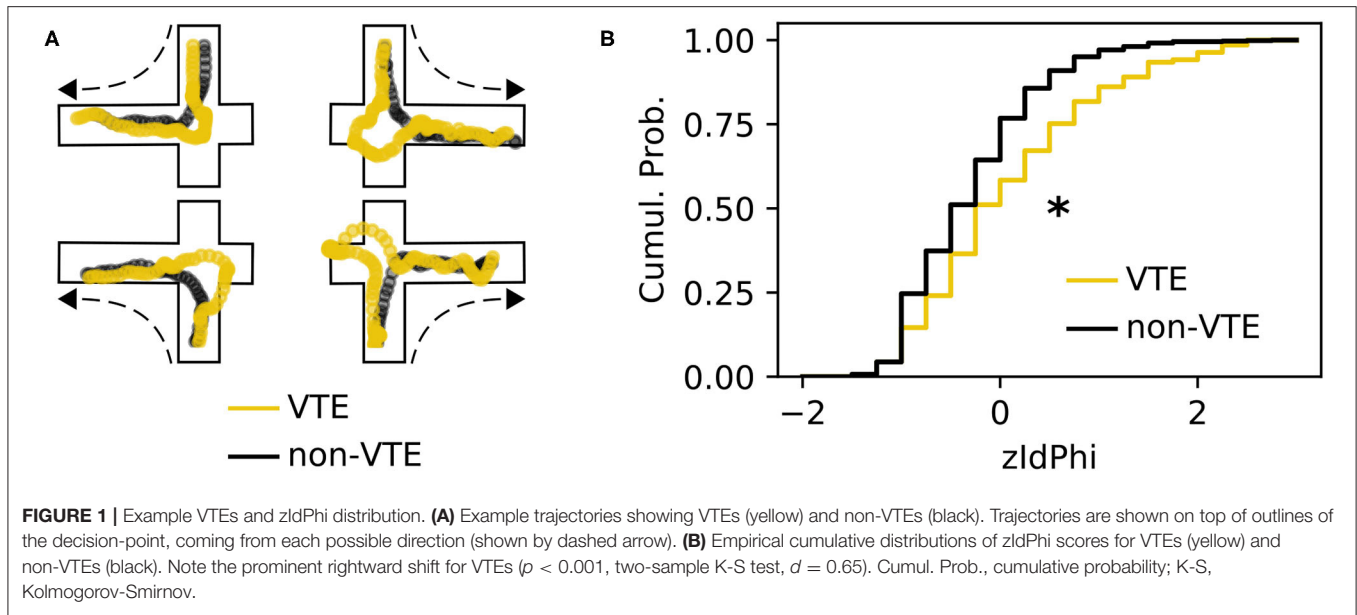 A
VTE
non-VTE
B
Cumul. Prob.
1.00
0.75
0.50
0.25
0.00
*
VTE
non-VTE
−2
0
2
zIdPhi
FIGURE 1 | Example VTEs and zIdPhi distribution. (A) Example trajectories showing VTEs (yellow) and non-VTEs (black). Trajectories are shown on top of outlines of
the decision-point, coming from each possible direction (shown by dashed arrow). (B) Empirical cumulative distributions of zIdPhi scores for VTEs (yellow) and
non-VTEs (black). Note the prominent rightward shift for VTEs (p < 0.001, two-sample K-S test, d = 0.65). Cumul. Prob., cumulative probability; K-S,
Kolmogorov-Smirnov.